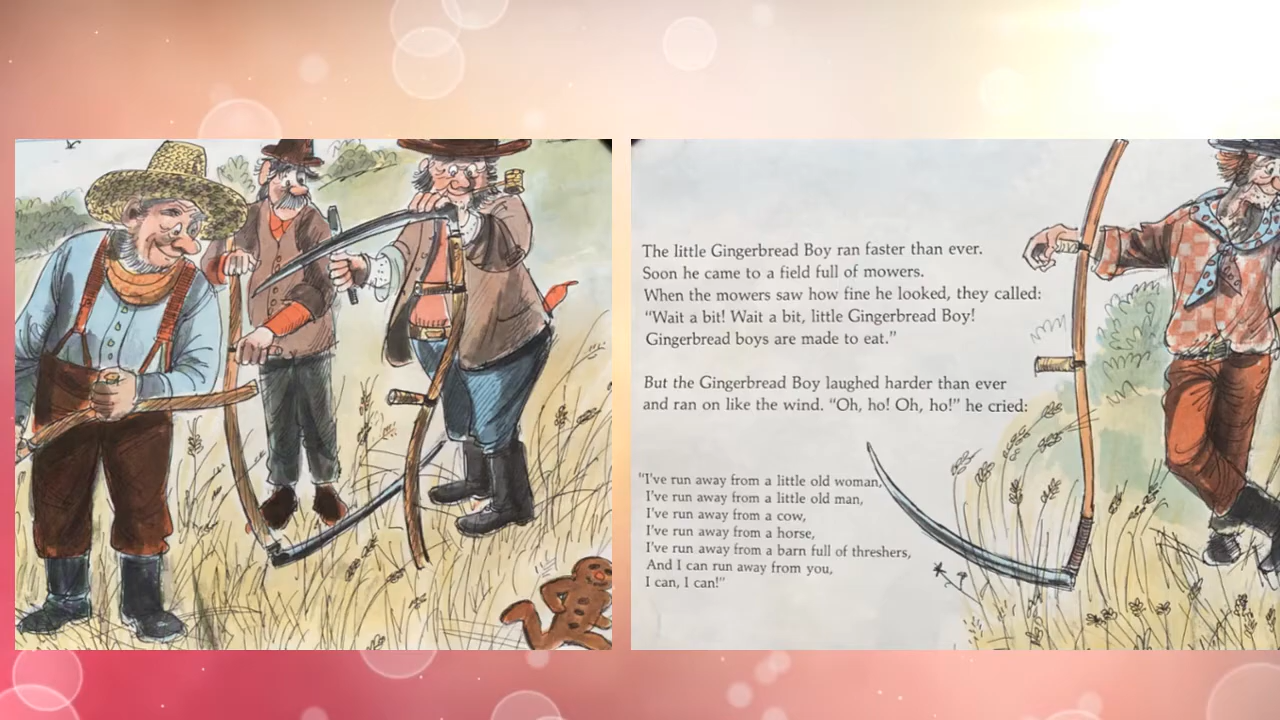 The little Gingerbread Boy ran faster than ever.
Soon he came to a field full of mowers.
When the mowers saw how fine he looked, they called:
“Wait a bit! Wait a bit, little Gingerbread Boy!
Gingerbread boys are made to eat.”
But the Gingerbread Boy laughed harder than ever
and ran on like the wind. “Oh, ho! Oh, ho!” he cried:
“I’ve run away from a little old woman,
I’ve run away from a little old man,
I’ve run away from a cow,
I’ve run away from a horse,
I’ve run away from a barn full of threshers,
And I can run away from you,
I can, I can!”